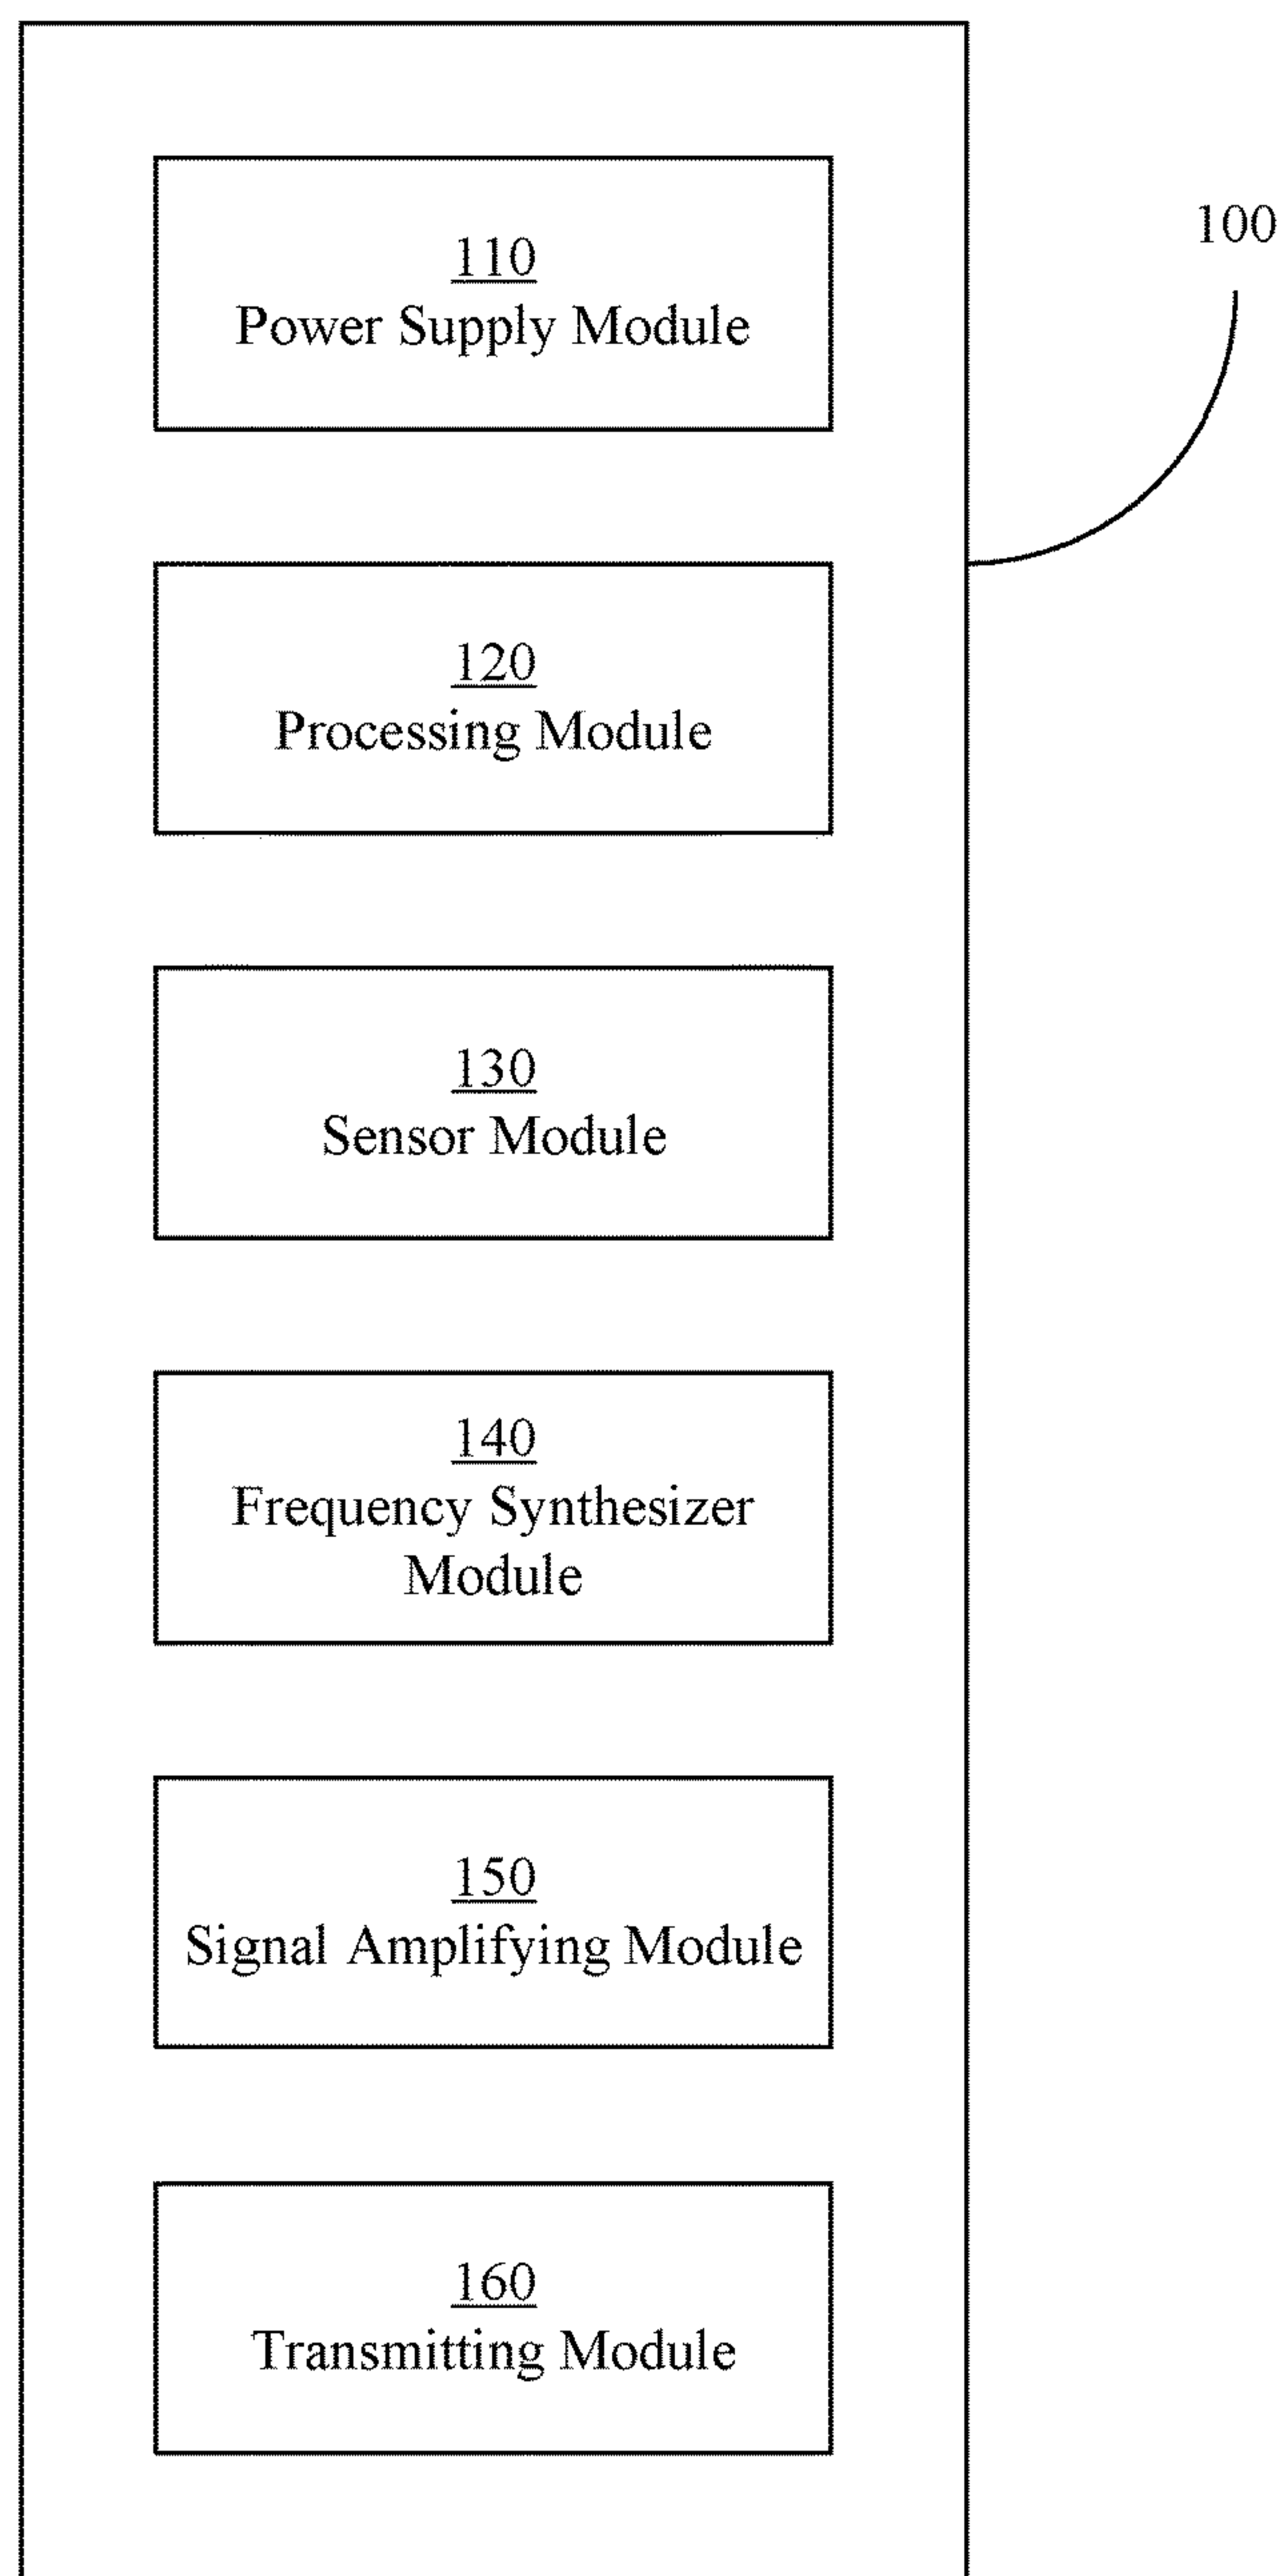 100
110
Power Supply Module
120
Processing Module
130
Sensor Module
140
Frequency Synthesizer
Module
150
Signal Amplifying Module
160
Transmitting Module